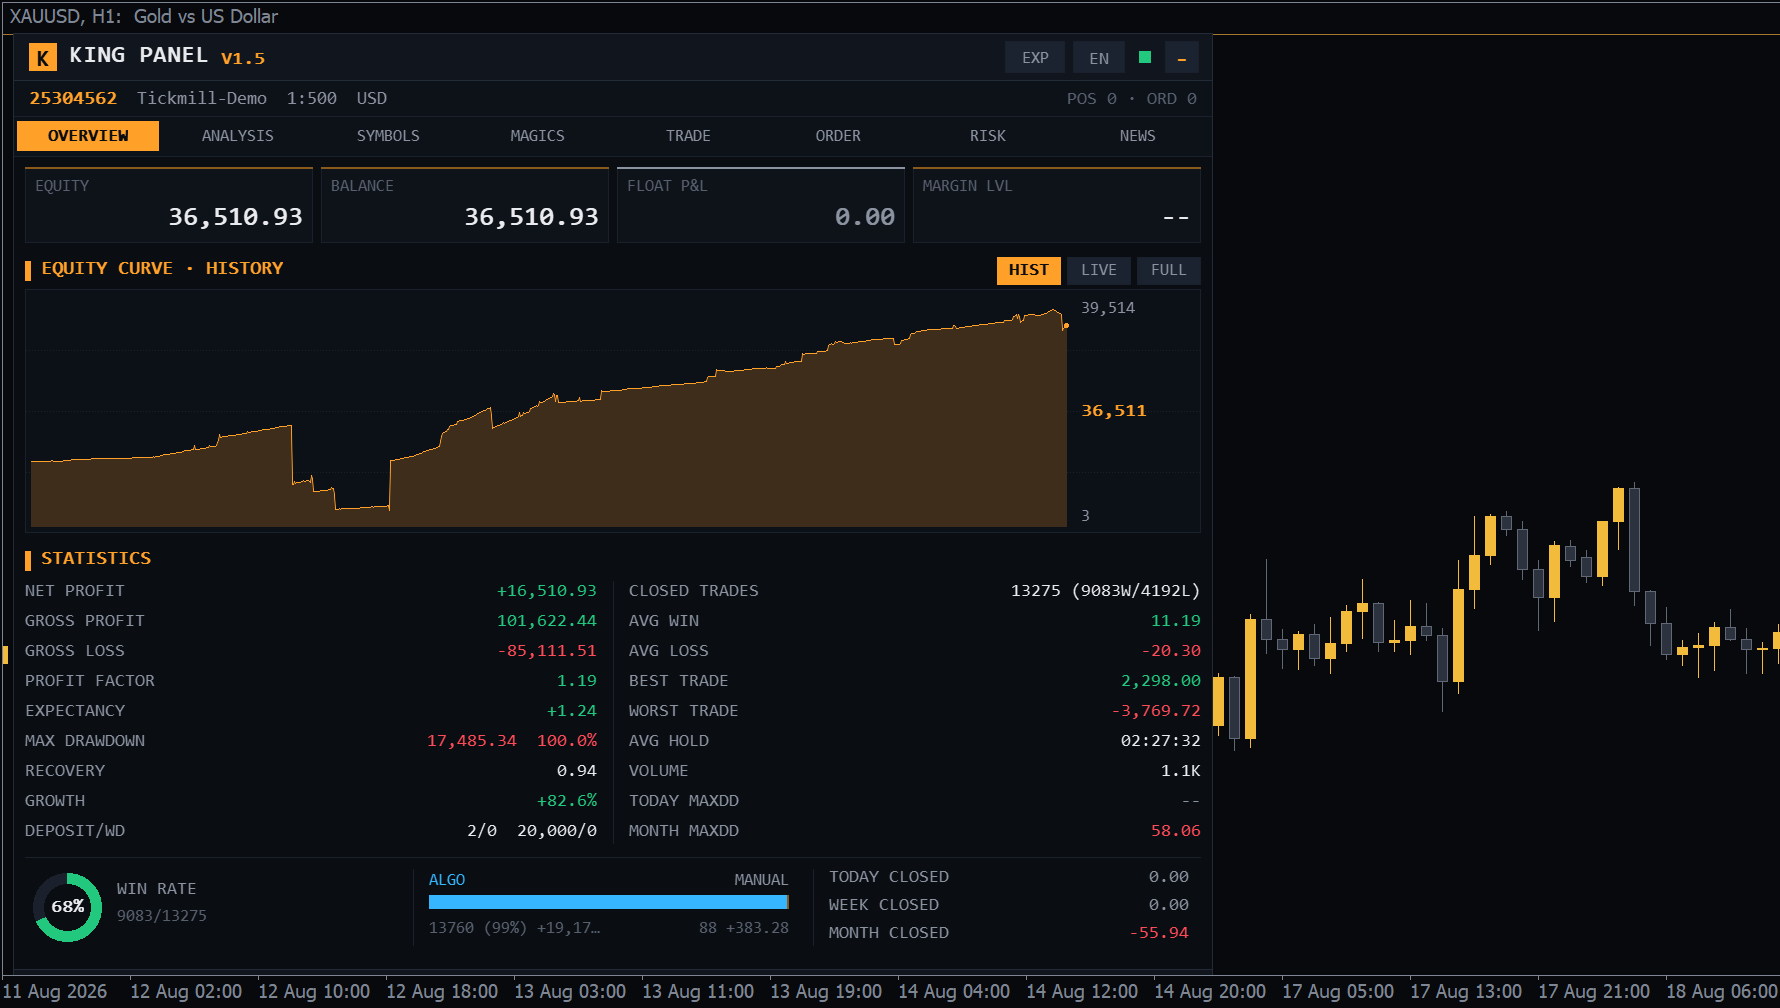 XAUUSD, H1: Gold vs US Dollar
K KING PANEL V1.5 EXP EN –
25304562 Tickmill-Demo 1:500 USD POS 0 · ORD 0
OVERVIEW ANALYSIS SYMBOLS MAGICS TRADE ORDER RISK NEWS
EQUITY BALANCE FLOAT P&L MARGIN LVL
36,510.93 36,510.93 0.00 --
EQUITY CURVE · HISTORY HIST LIVE FULL
39,514
36,511
3
STATISTICS
NET PROFIT +16,510.93 CLOSED TRADES 13275 (9083W/4192L)
GROSS PROFIT 101,622.44 AVG WIN 11.19
GROSS LOSS -85,111.51 AVG LOSS -20.30
PROFIT FACTOR 1.19 BEST TRADE 2,298.00
EXPECTANCY +1.24 WORST TRADE -3,769.72
MAX DRAWDOWN 17,485.34 100.0% AVG HOLD 02:27:32
RECOVERY 0.94 VOLUME 1.1K
GROWTH +82.6% TODAY MAXDD --
DEPOSIT/WD 2/0 20,000/0 MONTH MAXDD 58.06
68% WIN RATE
9083/13275
ALGO MANUAL
13760 (99%) +19,17… 88 +383.28
TODAY CLOSED 0.00
WEEK CLOSED 0.00
MONTH CLOSED -55.94
11 Aug 2026 12 Aug 02:00 12 Aug 10:00 12 Aug 18:00 13 Aug 03:00 13 Aug 11:00 13 Aug 19:00 14 Aug 04:00 14 Aug 12:00 14 Aug 20:00 17 Aug 05:00 17 Aug 13:00 17 Aug 21:00 18 Aug 06:00